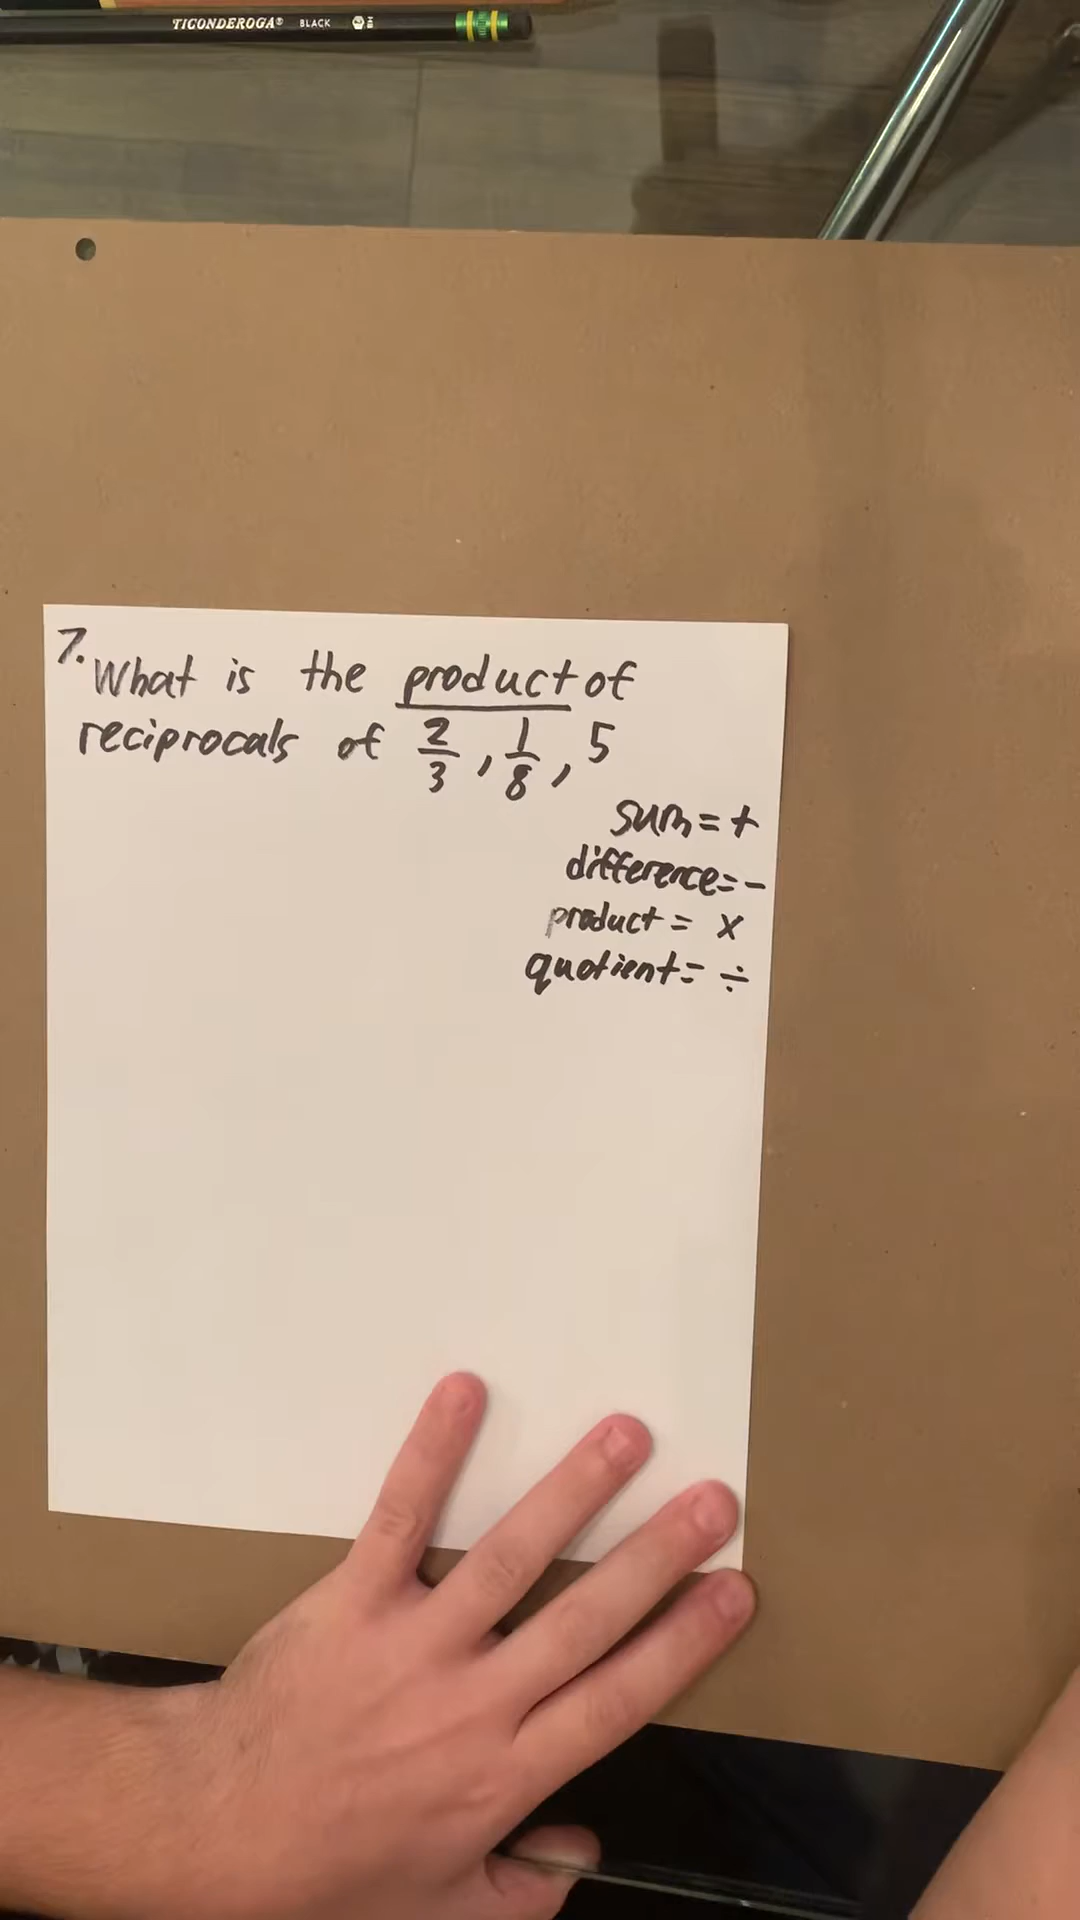 TICONDEROGA® BLACK
7. What is the product of
reciprocals of 2/3, 1/8, 5
sum = +
difference = -
product = x
quotient = ÷